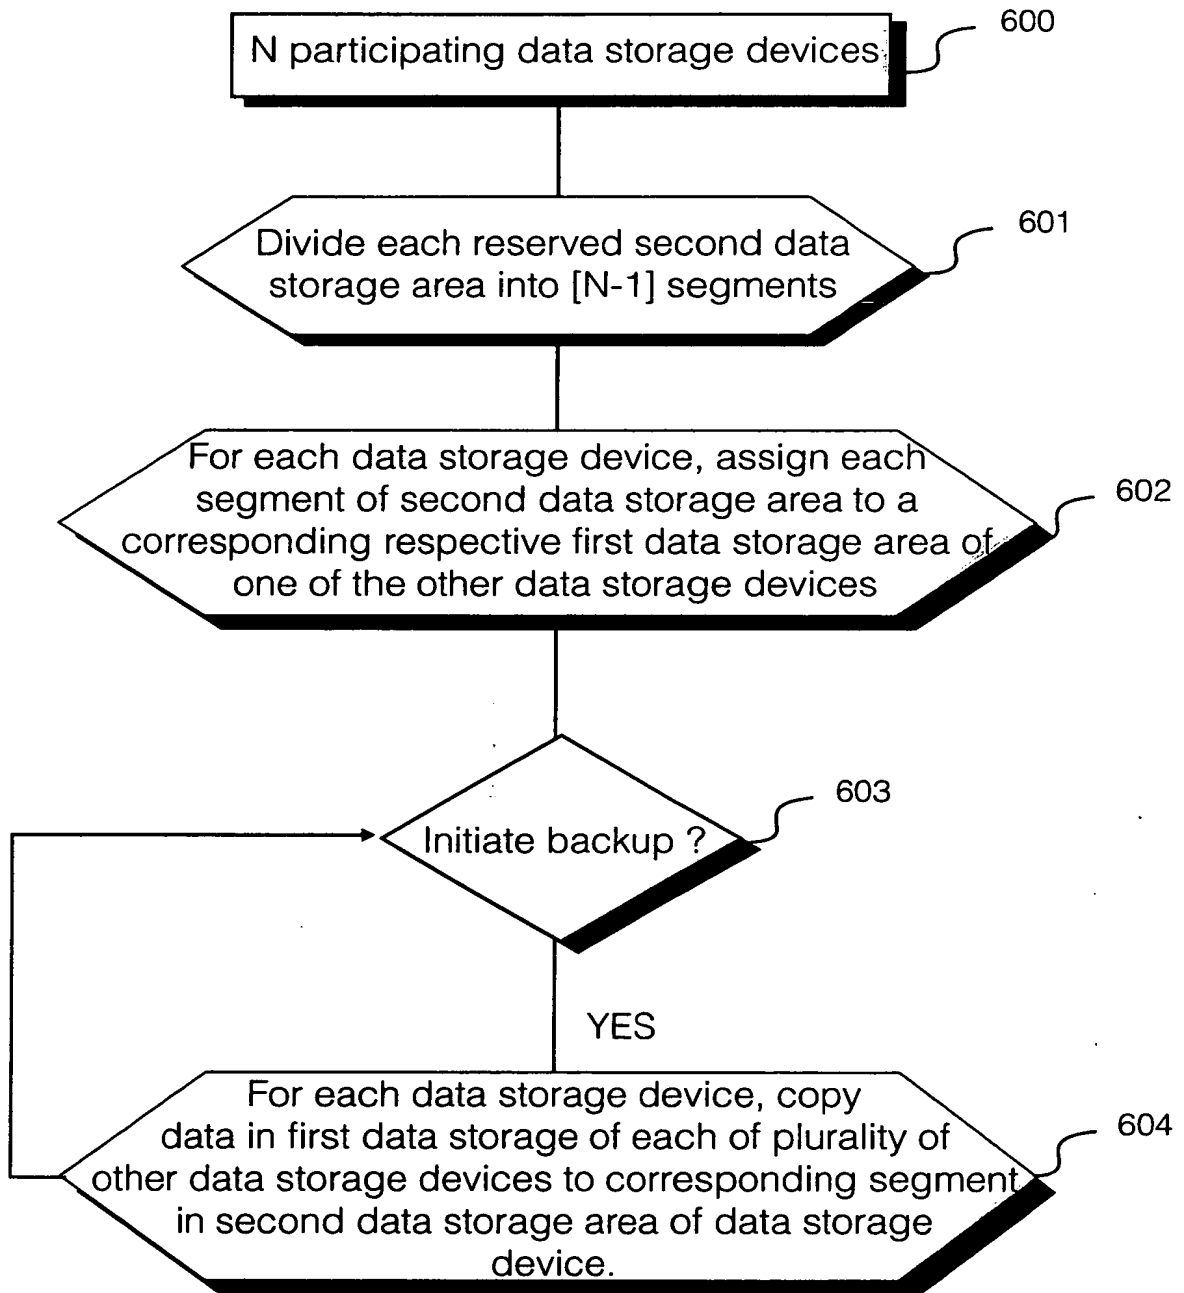 N participating data storage devices
600
Divide each reserved second data
storage area into [N-1] segments
601
For each data storage device, assign each
segment of second data storage area to a
corresponding respective first data storage area of
one of the other data storage devices
602
Initiate backup ?
603
YES
For each data storage device, copy
data in first data storage of each of plurality of
other data storage devices to corresponding segment
in second data storage area of data storage
device.
604